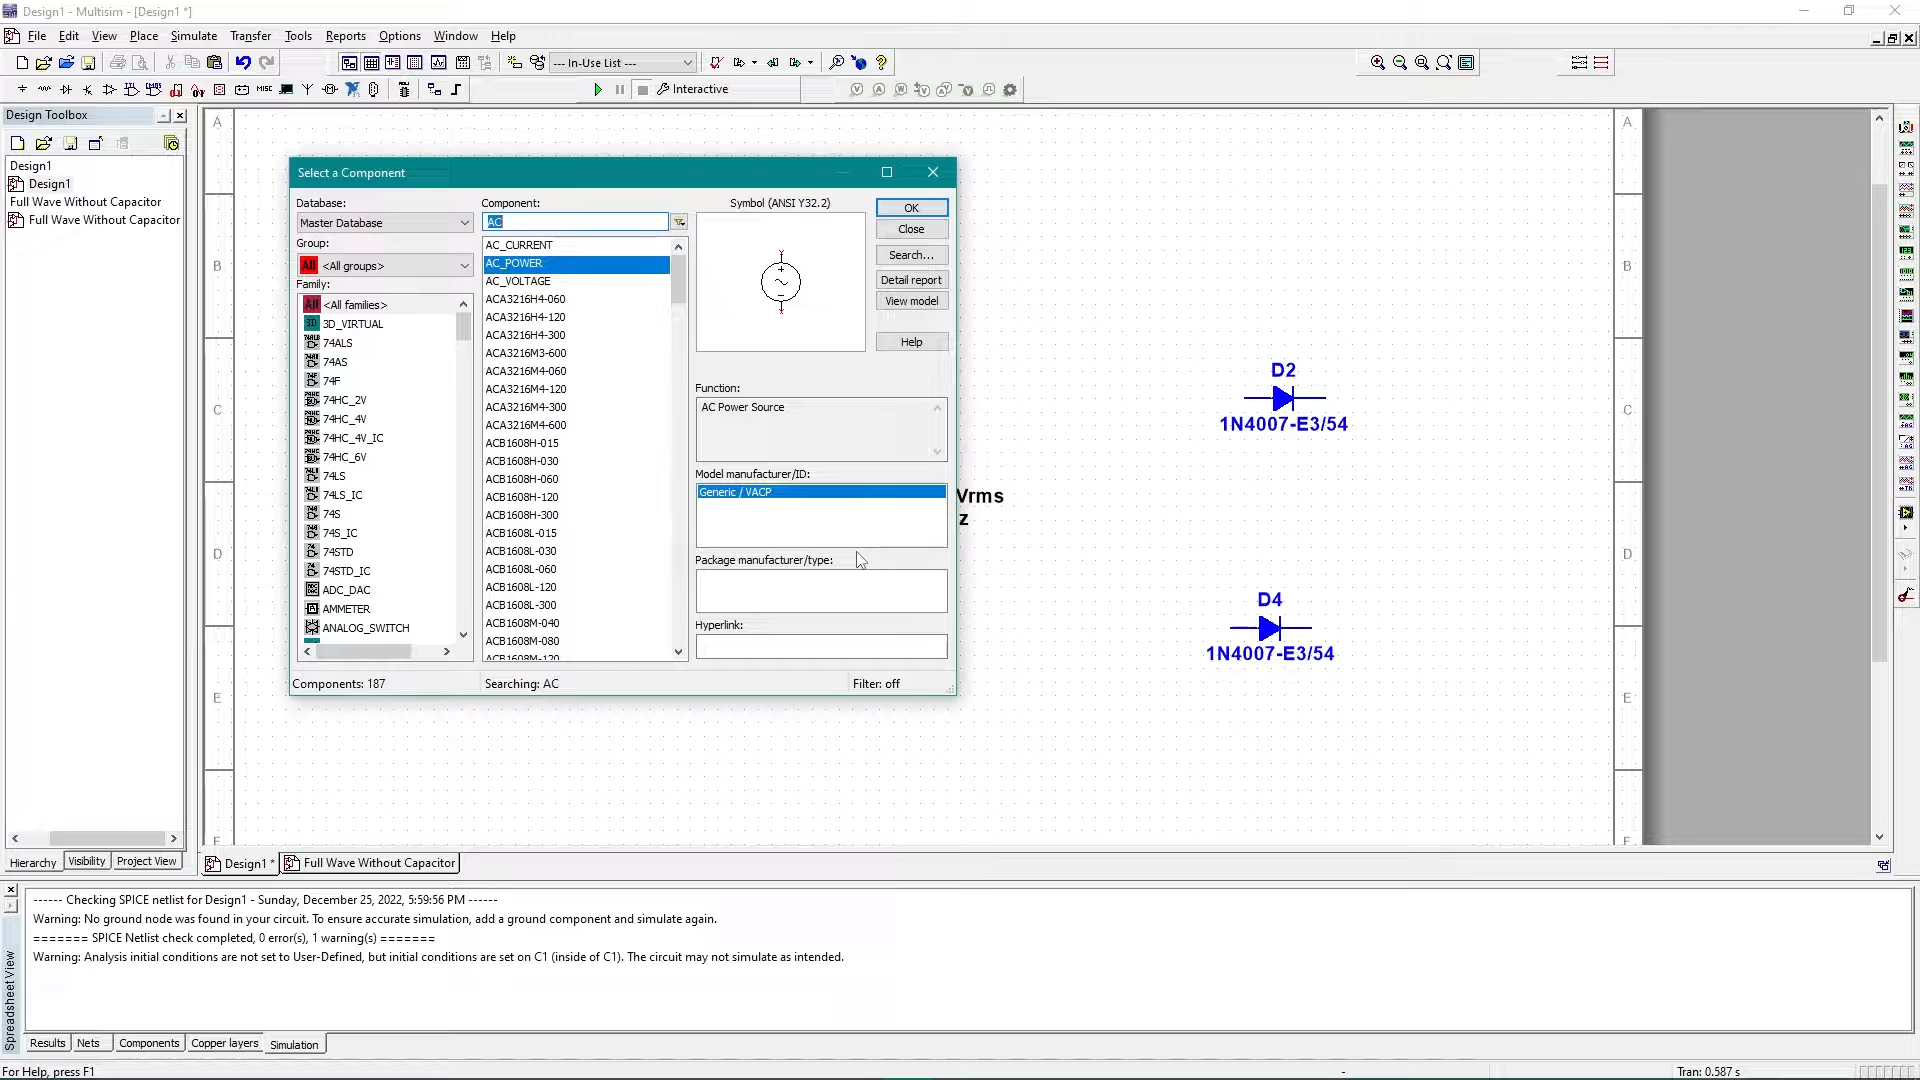 Design1 - Multisim - [Design1 *]
File Edit View Place Simulate Transfer Tools Reports Options Window Help
--- In-Use List ---
MISC Interactive
Design Toolbox
Design1
Design1
Full Wave Without Capacitor
Full Wave Without Capacitor
Hierarchy Visibility Project View
A A
B B
C C
D D
E E
Select a Component
Database:
Master Database
Group:
All <All groups>
Family:
All <All families>
3D_VIRTUAL
74ALS
74AS
74F
74HC_2V
74HC_4V
74HC_4V_IC
74HC_6V
74LS
74LS_IC
74S
74S_IC
74STD
74STD_IC
ADC_DAC
AMMETER
ANALOG_SWITCH
Component:
AC
AC_CURRENT
AC_POWER
AC_VOLTAGE
ACA3216H4-060
ACA3216H4-120
ACA3216H4-300
ACA3216M3-600
ACA3216M4-060
ACA3216M4-120
ACA3216M4-300
ACA3216M4-600
ACB1608H-015
ACB1608H-030
ACB1608H-060
ACB1608H-120
ACB1608H-300
ACB1608L-015
ACB1608L-030
ACB1608L-060
ACB1608L-120
ACB1608L-300
ACB1608M-040
ACB1608M-080
ACB1608M-120
Symbol (ANSI Y32.2)
OK
Close
Search...
Detail report
View model
Help
Function:
AC Power Source
Model manufacturer/ID:
Generic / VACP
Package manufacturer/type:
Hyperlink:
Components: 187 Searching: AC Filter: off
Vrms
z
D2
1N4007-E3/54
D4
1N4007-E3/54
Design1 * Full Wave Without Capacitor
------ Checking SPICE netlist for Design1 - Sunday, December 25, 2022, 5:59:56 PM ------
Warning: No ground node was found in your circuit. To ensure accurate simulation, add a ground component and simulate again.
======= SPICE Netlist check completed, 0 error(s), 1 warning(s) =======
Warning: Analysis initial conditions are not set to User-Defined, but initial conditions are set on C1 (inside of C1). The circuit may not simulate as intended.
Spreadsheet View
Results Nets Components Copper layers Simulation
For Help, press F1 - Tran: 0.587 s